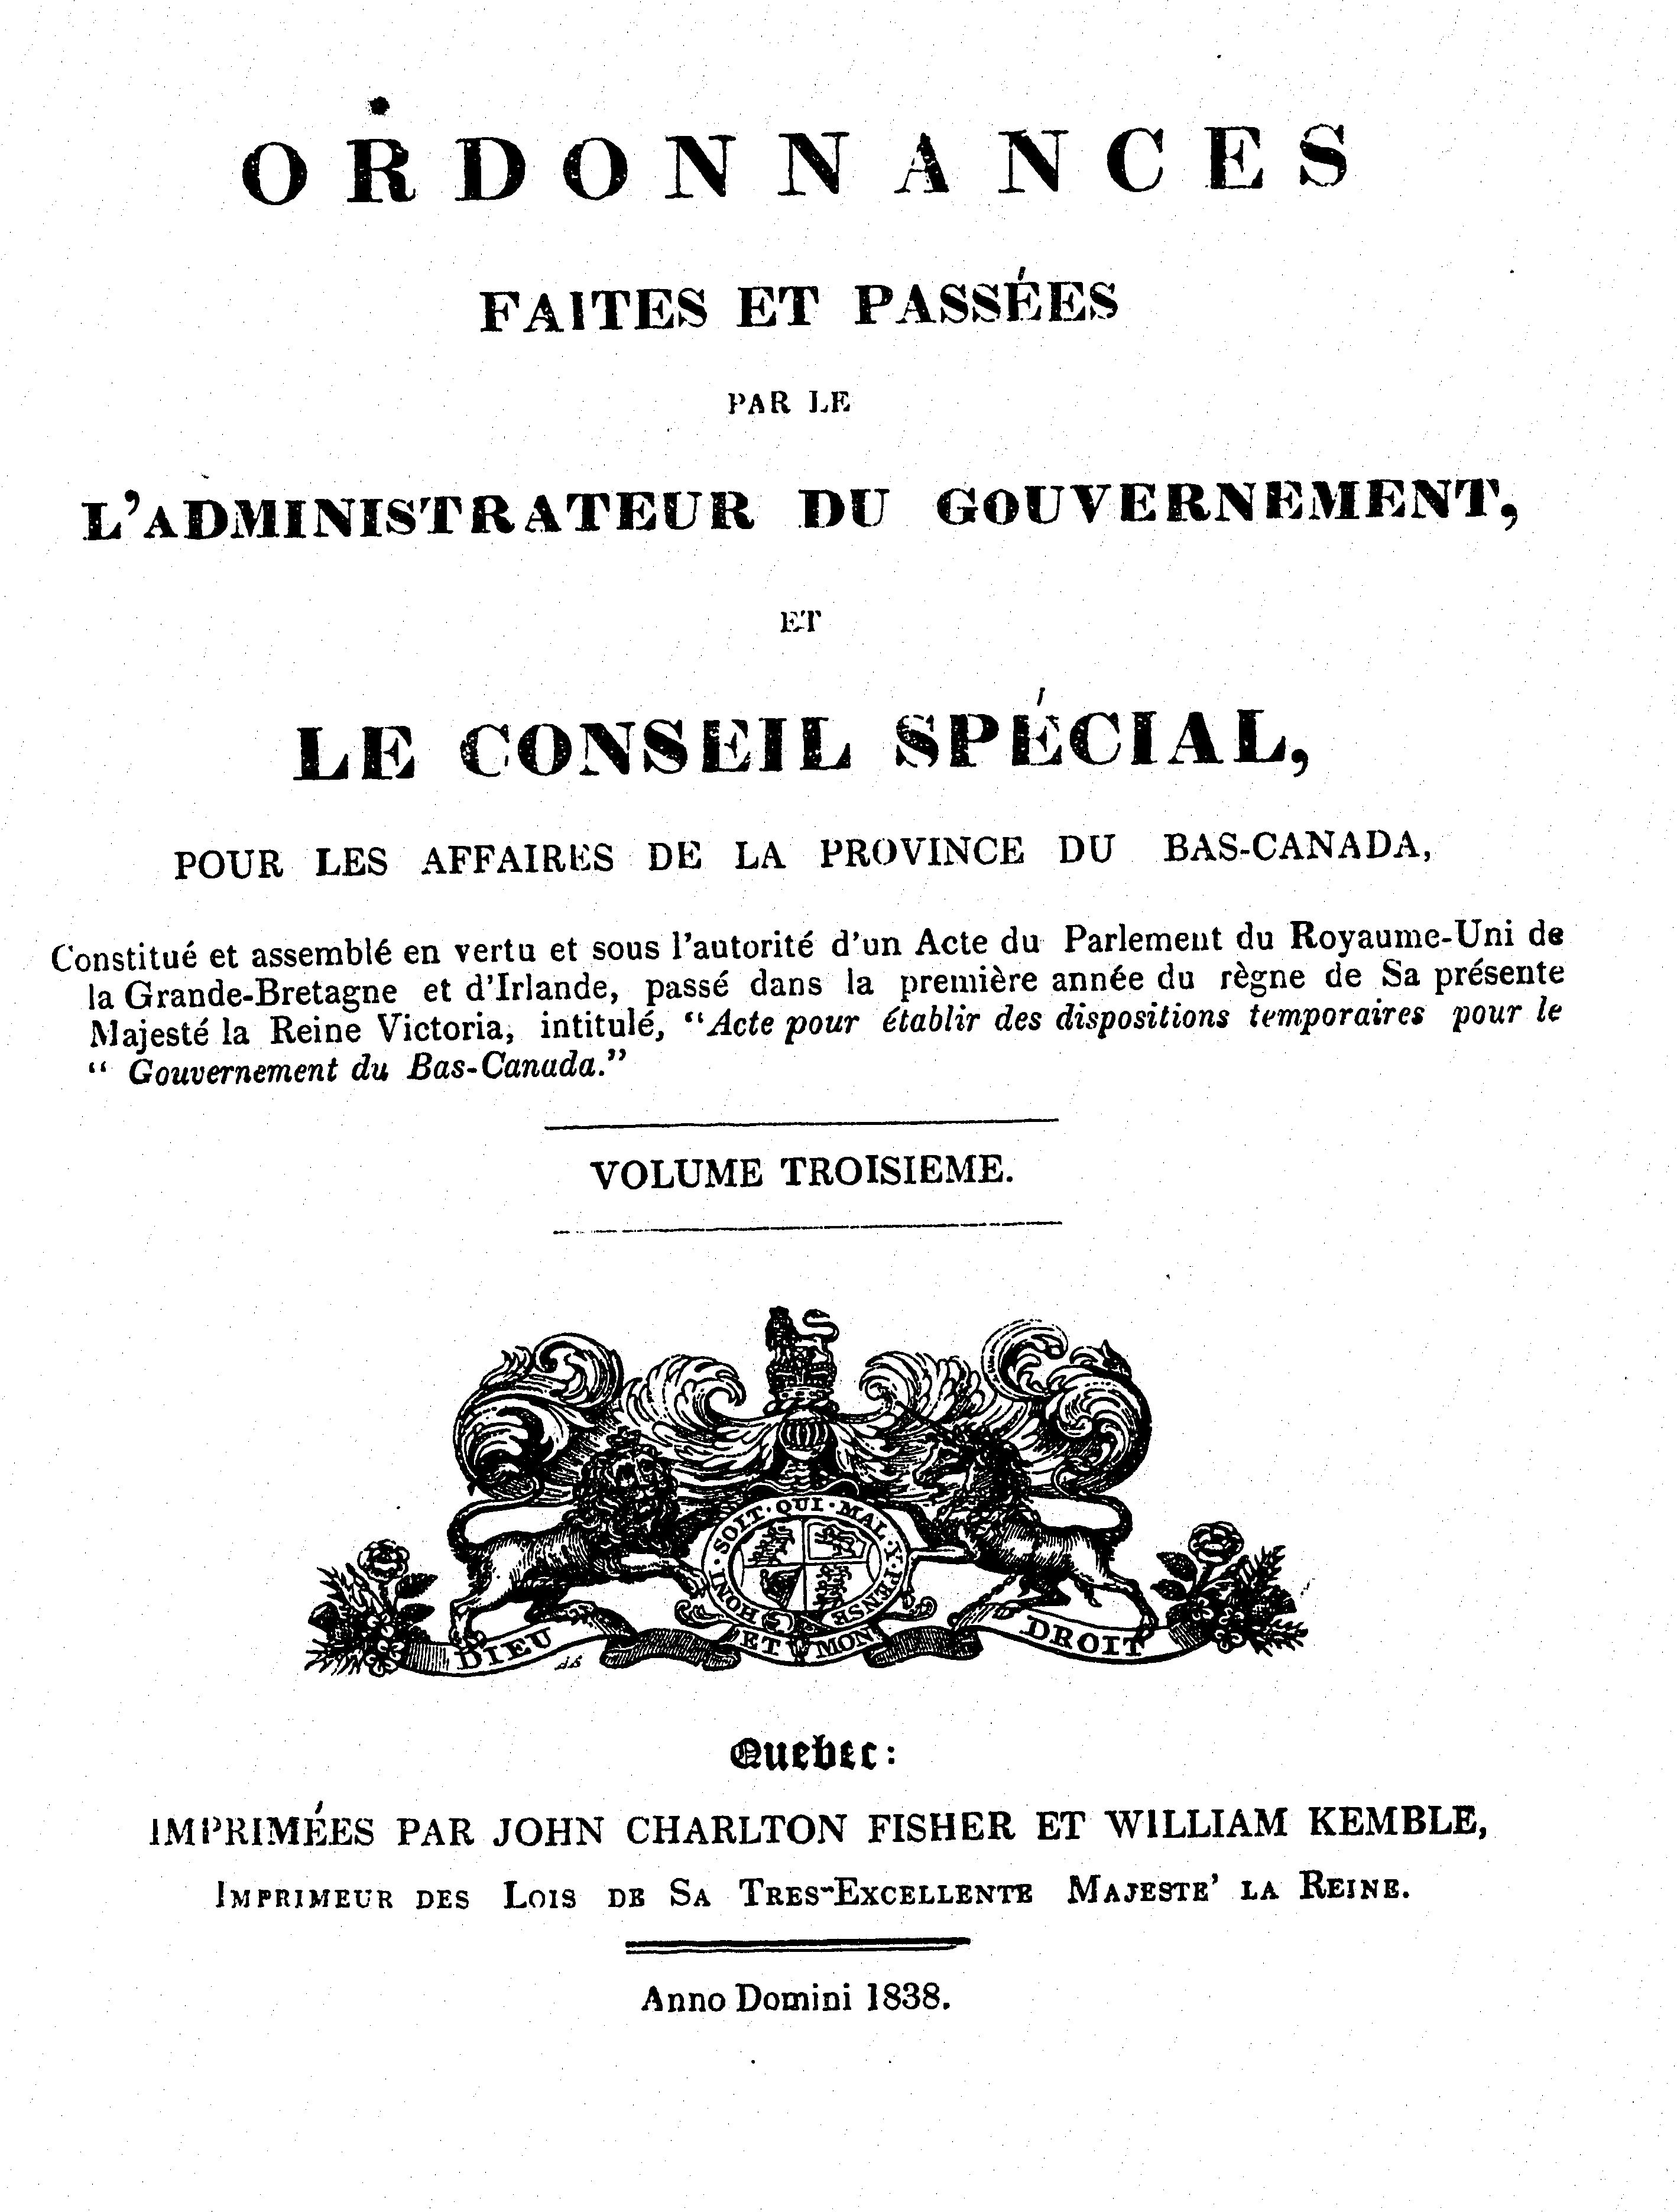 ORDONNANCES
FAITES ET PASSÉES
PAR LE
L'ADMINISTRATEUR DU GOUVERNEMENT,
ET
LE CONSEIL SPÉCIAL,
POUR LES AFFAIRES DE LA PROVINCE DU BAS-CANADA,
Constitué et assemblé en vertu et sous l'autorité d'un Acte du Parlement du Royaume-Uni de
la Grande-Bretagne et d'Irlande, passé dans la première année du règne de Sa présente
Majesté la Reine Victoria, intitulé, "Acte pour établir des dispositions temporaires pour le
" Gouvernement du Bas-Canada."
VOLUME TROISIEME.
HONI·SOIT·QUI·MAL·Y·PENSE
DIEU ET MON DROIT
Quebec:
IMPRIMÉES PAR JOHN CHARLTON FISHER ET WILLIAM KEMBLE,
IMPRIMEUR DES LOIS DE SA TRES-EXCELLENTE MAJESTE' LA REINE.
Anno Domini 1838.